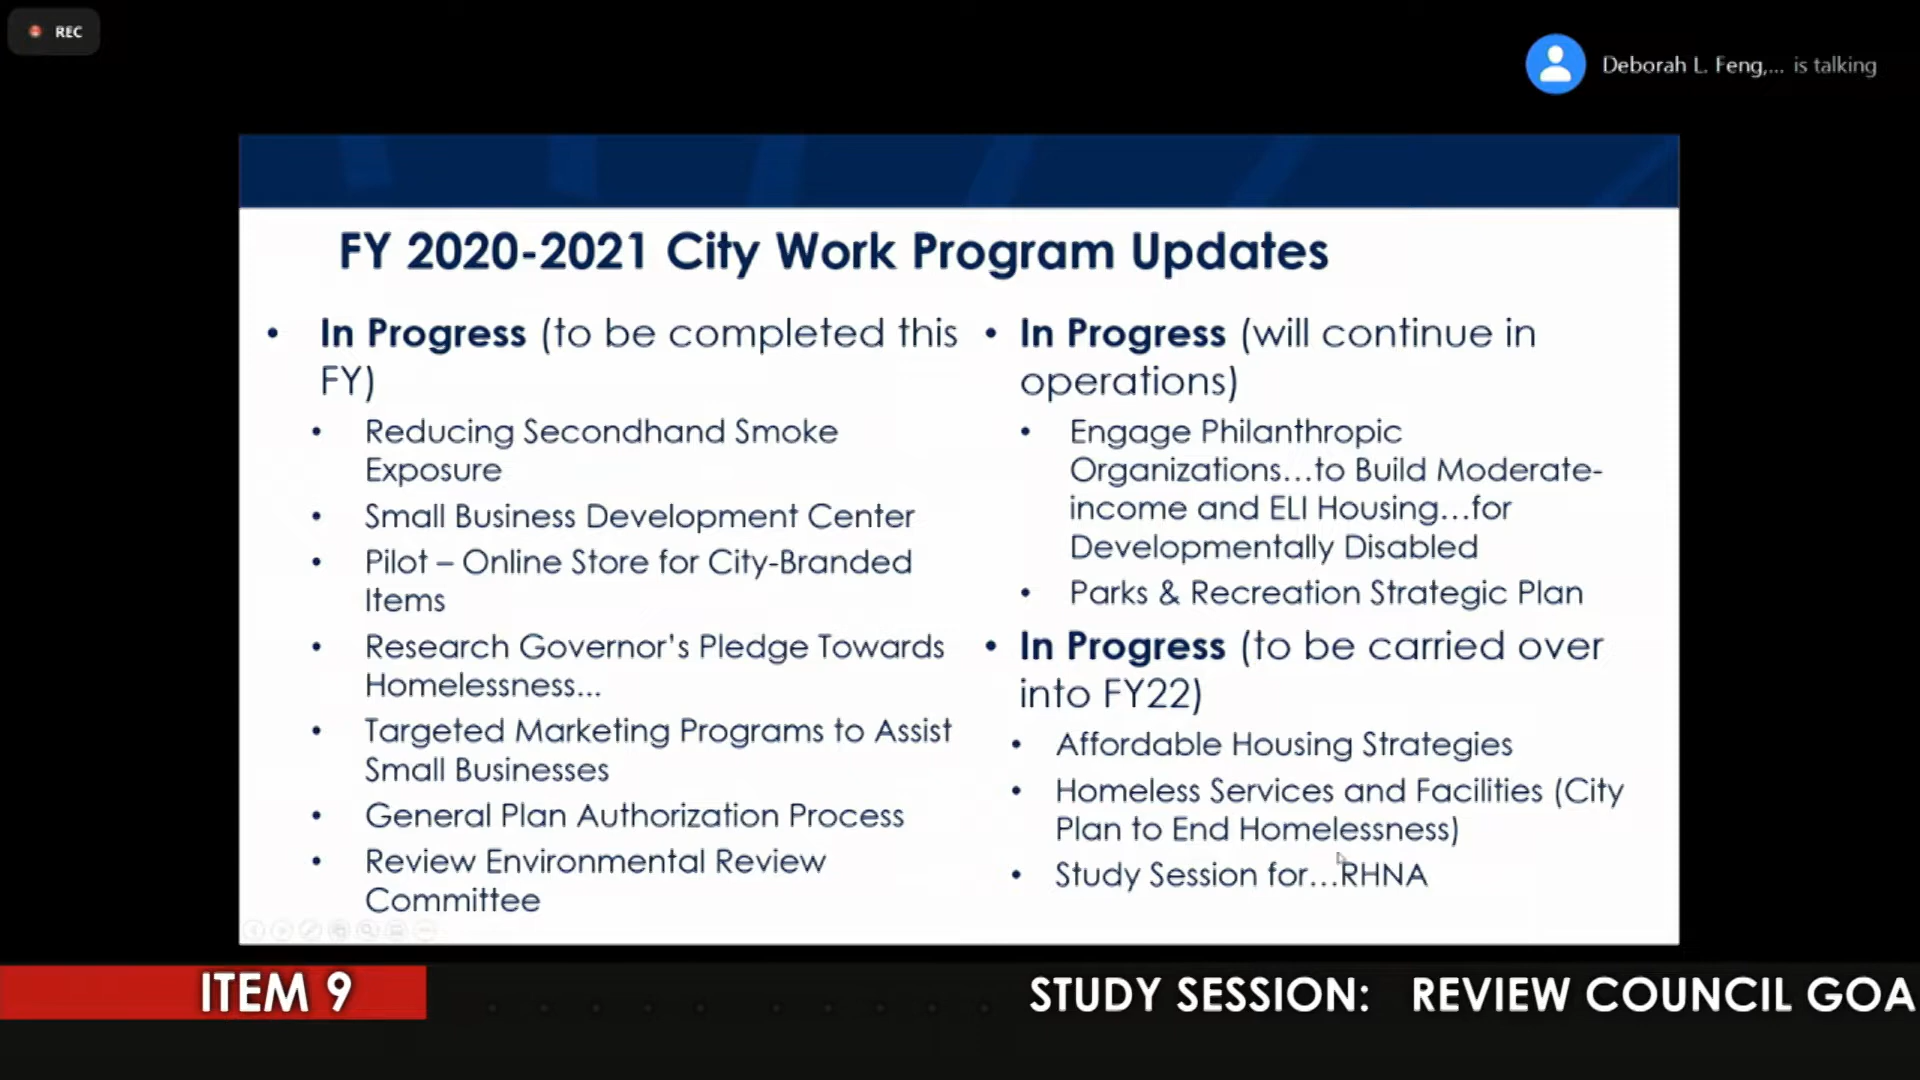 REC
Deborah L. Feng,... is talking
FY 2020-2021 City Work Program Updates
• In Progress (to be completed this
FY)
• Reducing Secondhand Smoke
Exposure
• Small Business Development Center
• Pilot – Online Store for City-Branded
Items
• Research Governor's Pledge Towards
Homelessness...
• Targeted Marketing Programs to Assist
Small Businesses
• General Plan Authorization Process
• Review Environmental Review
Committee
• In Progress (will continue in
operations)
• Engage Philanthropic
Organizations...to Build Moderate-
income and ELI Housing...for
Developmentally Disabled
• Parks & Recreation Strategic Plan
• In Progress (to be carried over
into FY22)
• Affordable Housing Strategies
• Homeless Services and Facilities (City
Plan to End Homelessness)
• Study Session for...RHNA
ITEM 9
STUDY SESSION: REVIEW COUNCIL GOA